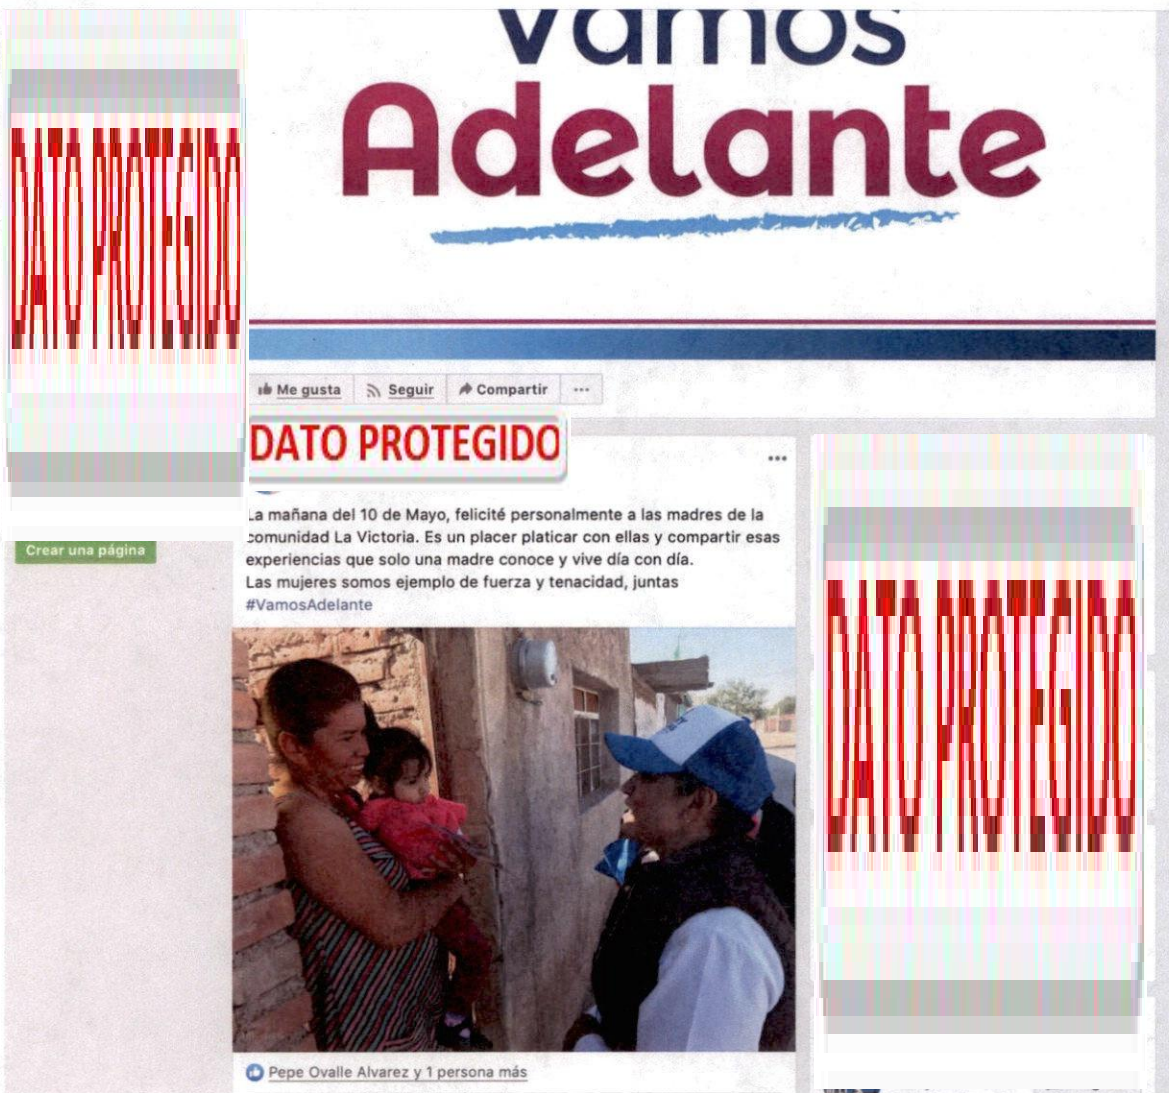 Vamos
Adelante
DATO PROTEGIDO
Me gusta
Seguir
Compartir
DATO PROTEGIDO
La mañana del 10 de Mayo, felicité personalmente a las madres de la
comunidad La Victoria. Es un placer platicar con ellas y compartir esas
experiencias que solo una madre conoce y vive día con día.
Las mujeres somos ejemplo de fuerza y tenacidad, juntas
#VamosAdelante
Crear una página
DATO PROTEGIDO
Pepe Ovalle Alvarez y 1 persona más